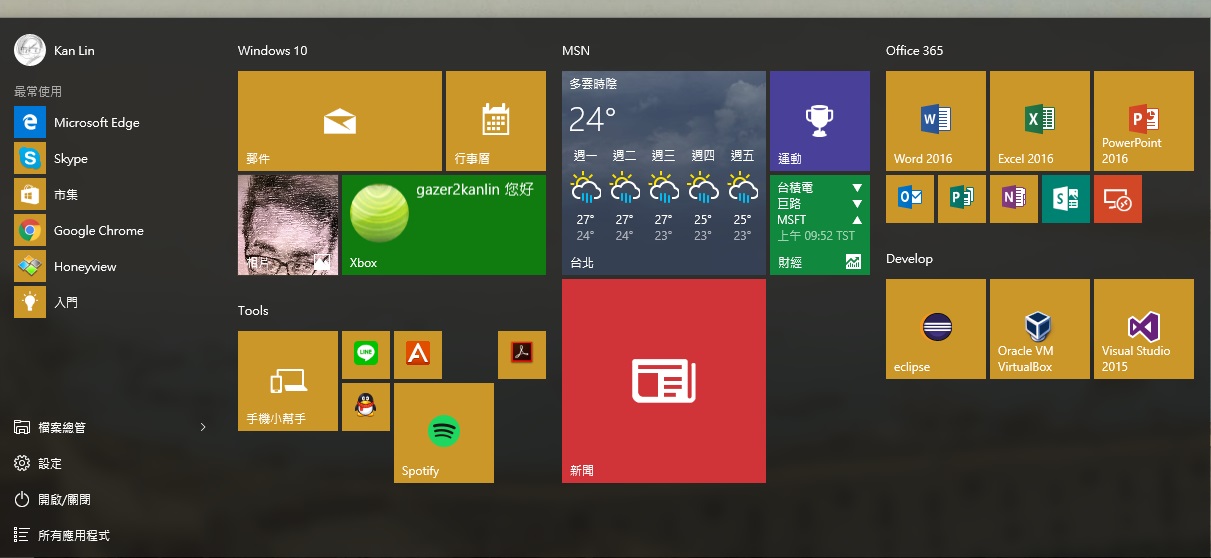 Kan Lin
最常使用
Microsoft Edge
Skype
市集
Google Chrome
Honeyview
入門
檔案總管
設定
開啟/關閉
所有應用程式
Windows 10
郵件
行事曆
相片
gazer2kanlin 您好
Xbox
Tools
LINE
手機小幫手
Spotify
MSN
多雲時陰
24°
週一 週二 週三 週四 週五
27° 27° 27° 25° 25°
24° 24° 23° 23° 23°
台北
運動
台積電 ▼
巨路 ▼
MSFT ▲
上午 09:52 TST
財經
新聞
Office 365
Word 2016
Excel 2016
PowerPoint
2016
Develop
eclipse
Oracle VM
VirtualBox
Visual Studio
2015